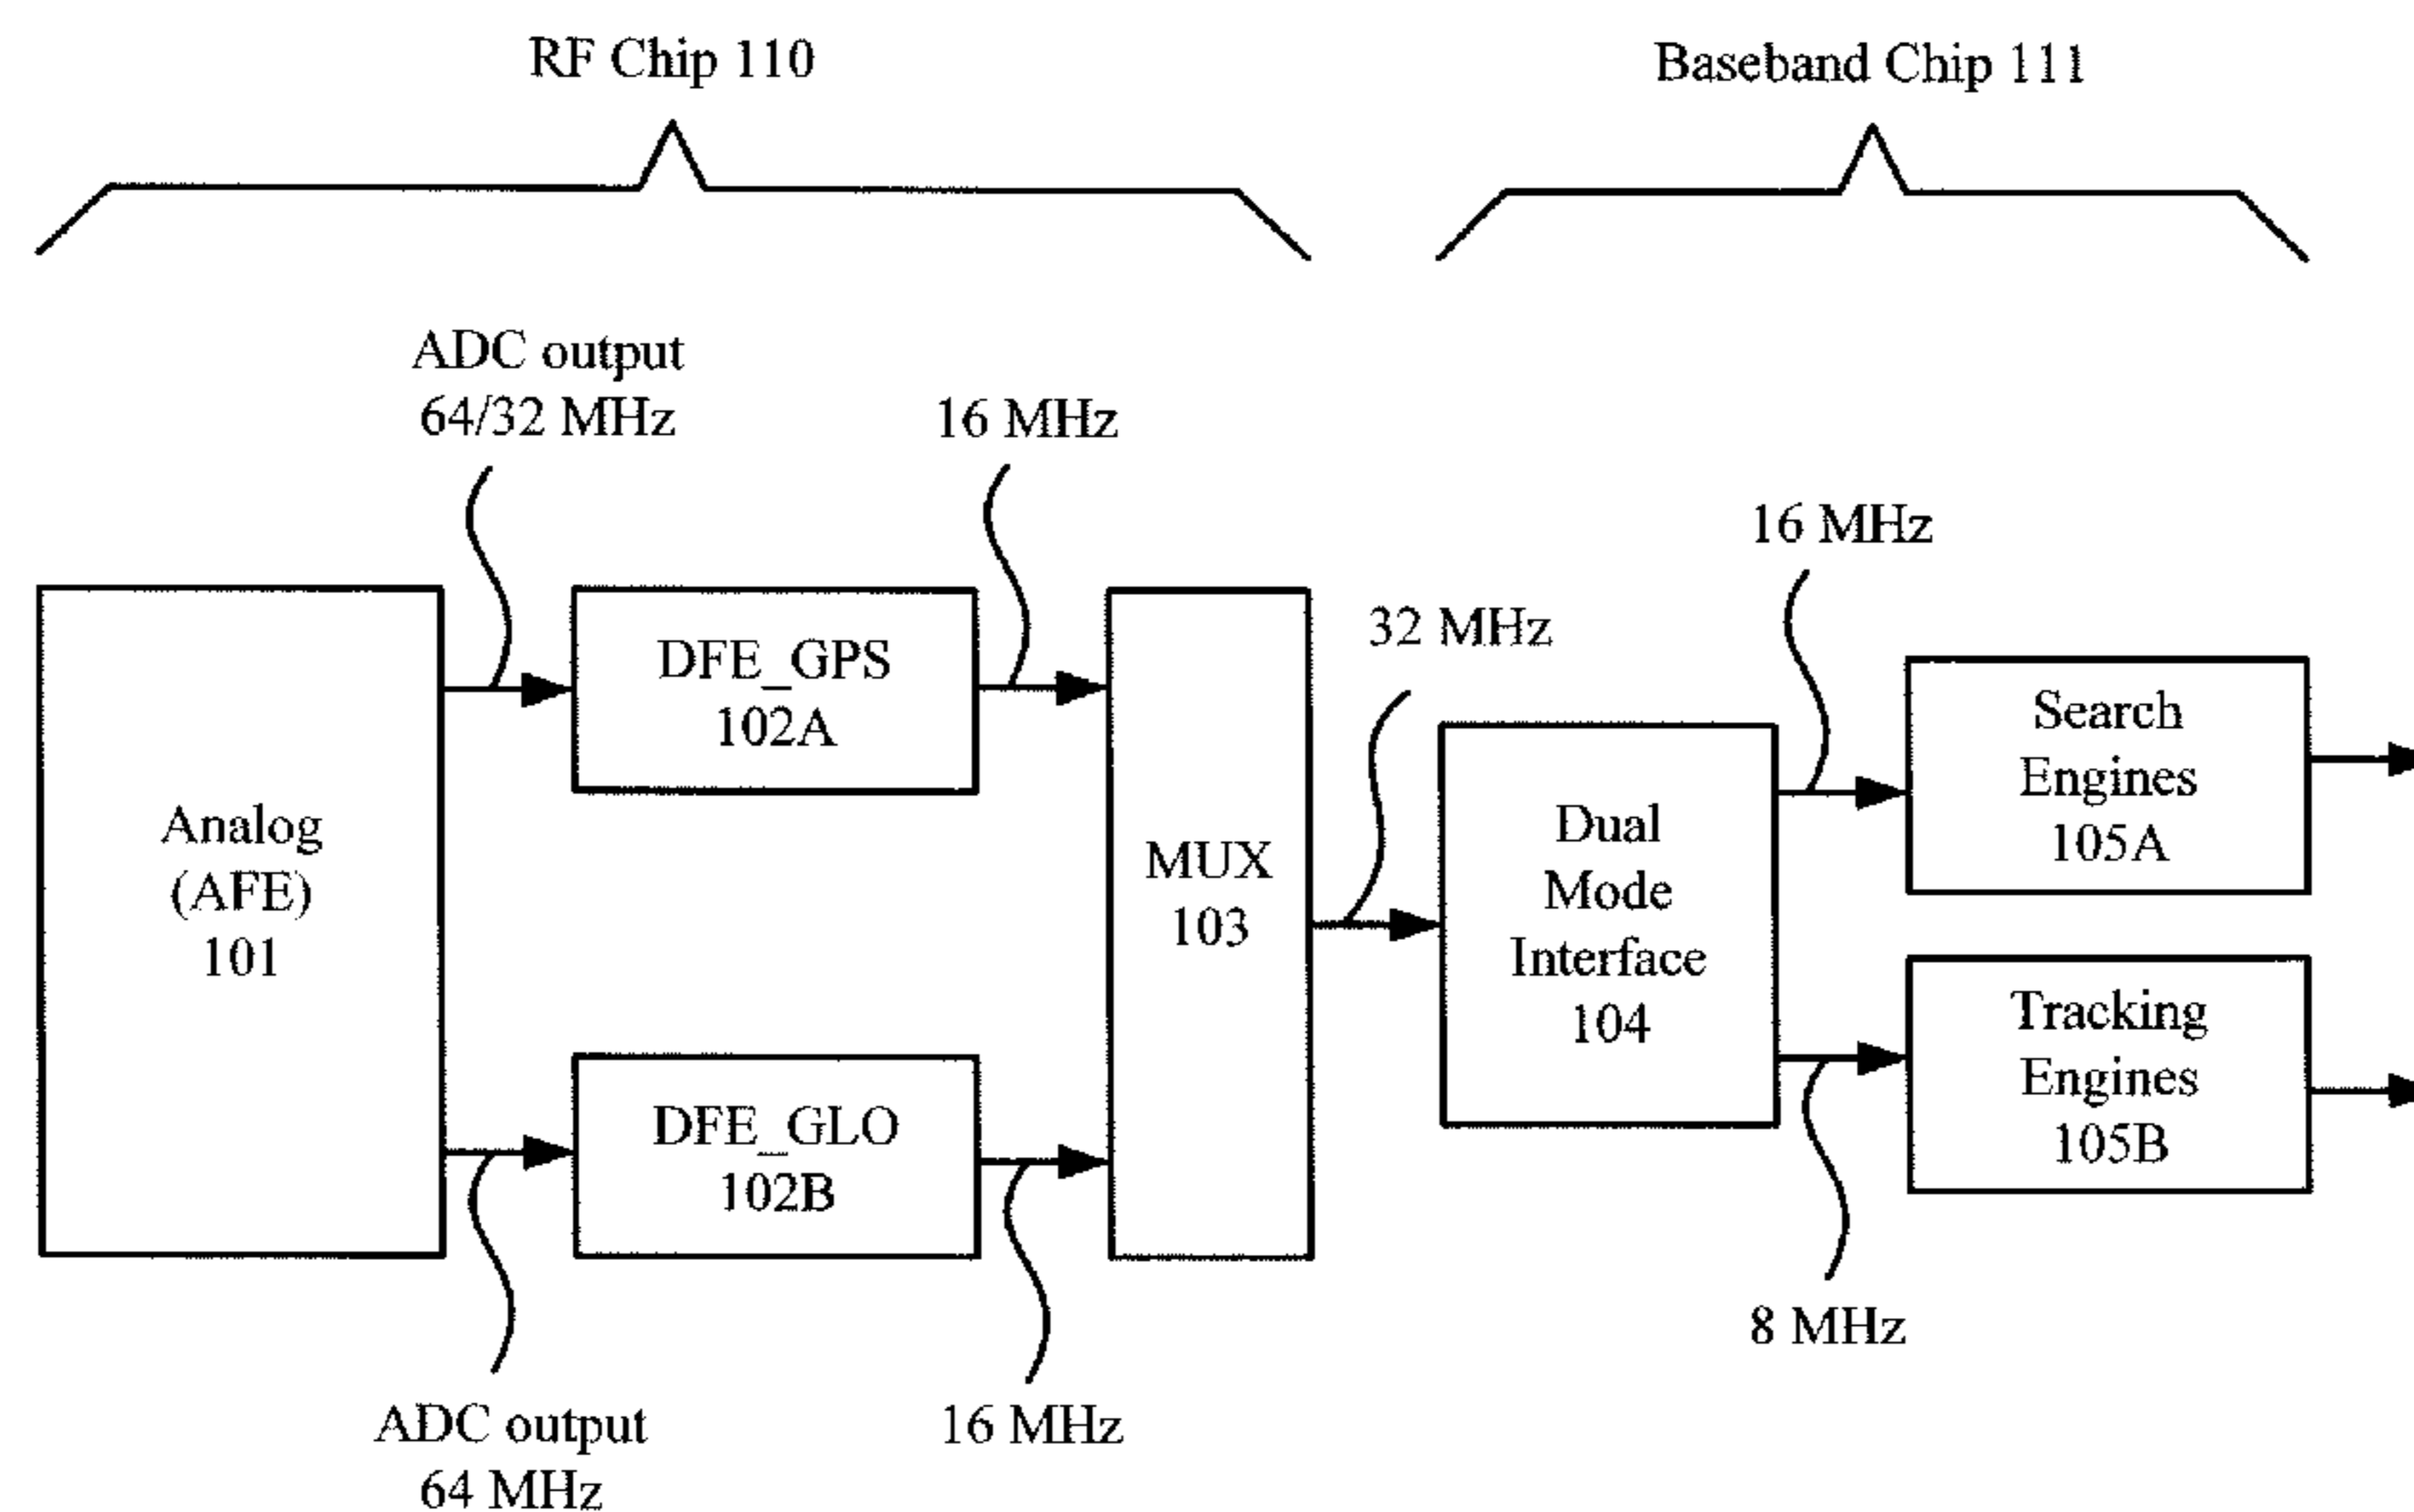 RF Chip 110
Baseband Chip 111
ADC output
64/32 MHz
16 MHz
16 MHz
32 MHz
DFE_GPS
102A
Search
Engines
105A
Analog
(AFE)
101
MUX
103
Dual
Mode
Interface
104
DFE_GLO
102B
Tracking
Engines
105B
8 MHz
ADC output
64 MHz
16 MHz